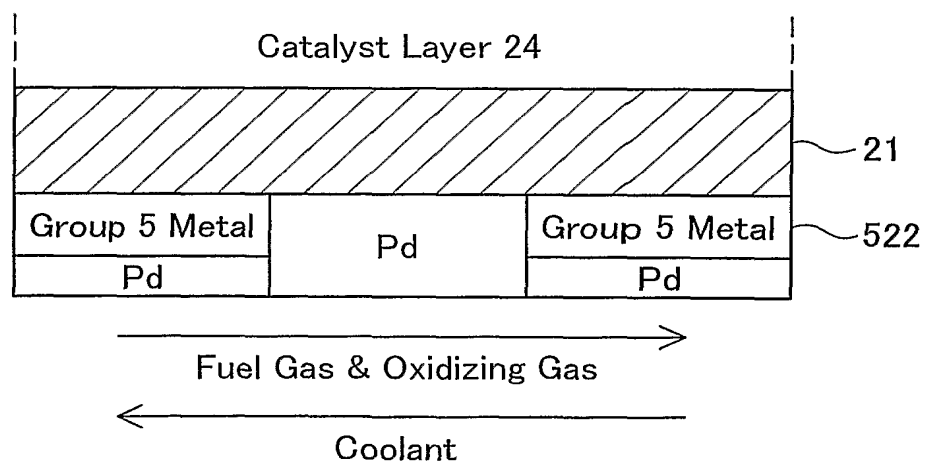 Catalyst Layer 24
21
Group 5 Metal
Pd
Group 5 Metal
522
Pd
Pd
Fuel Gas & Oxidizing Gas
Coolant